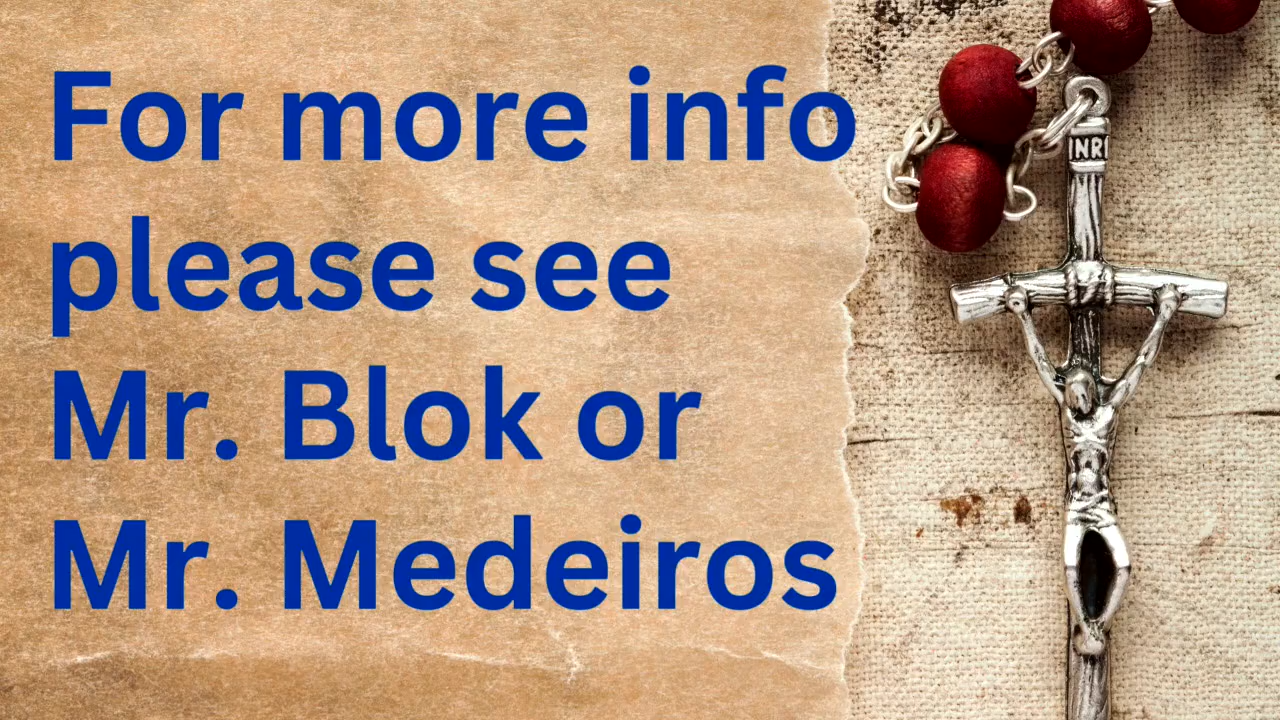 For more info
please see
Mr. Blok or
Mr. Medeiros
INRI